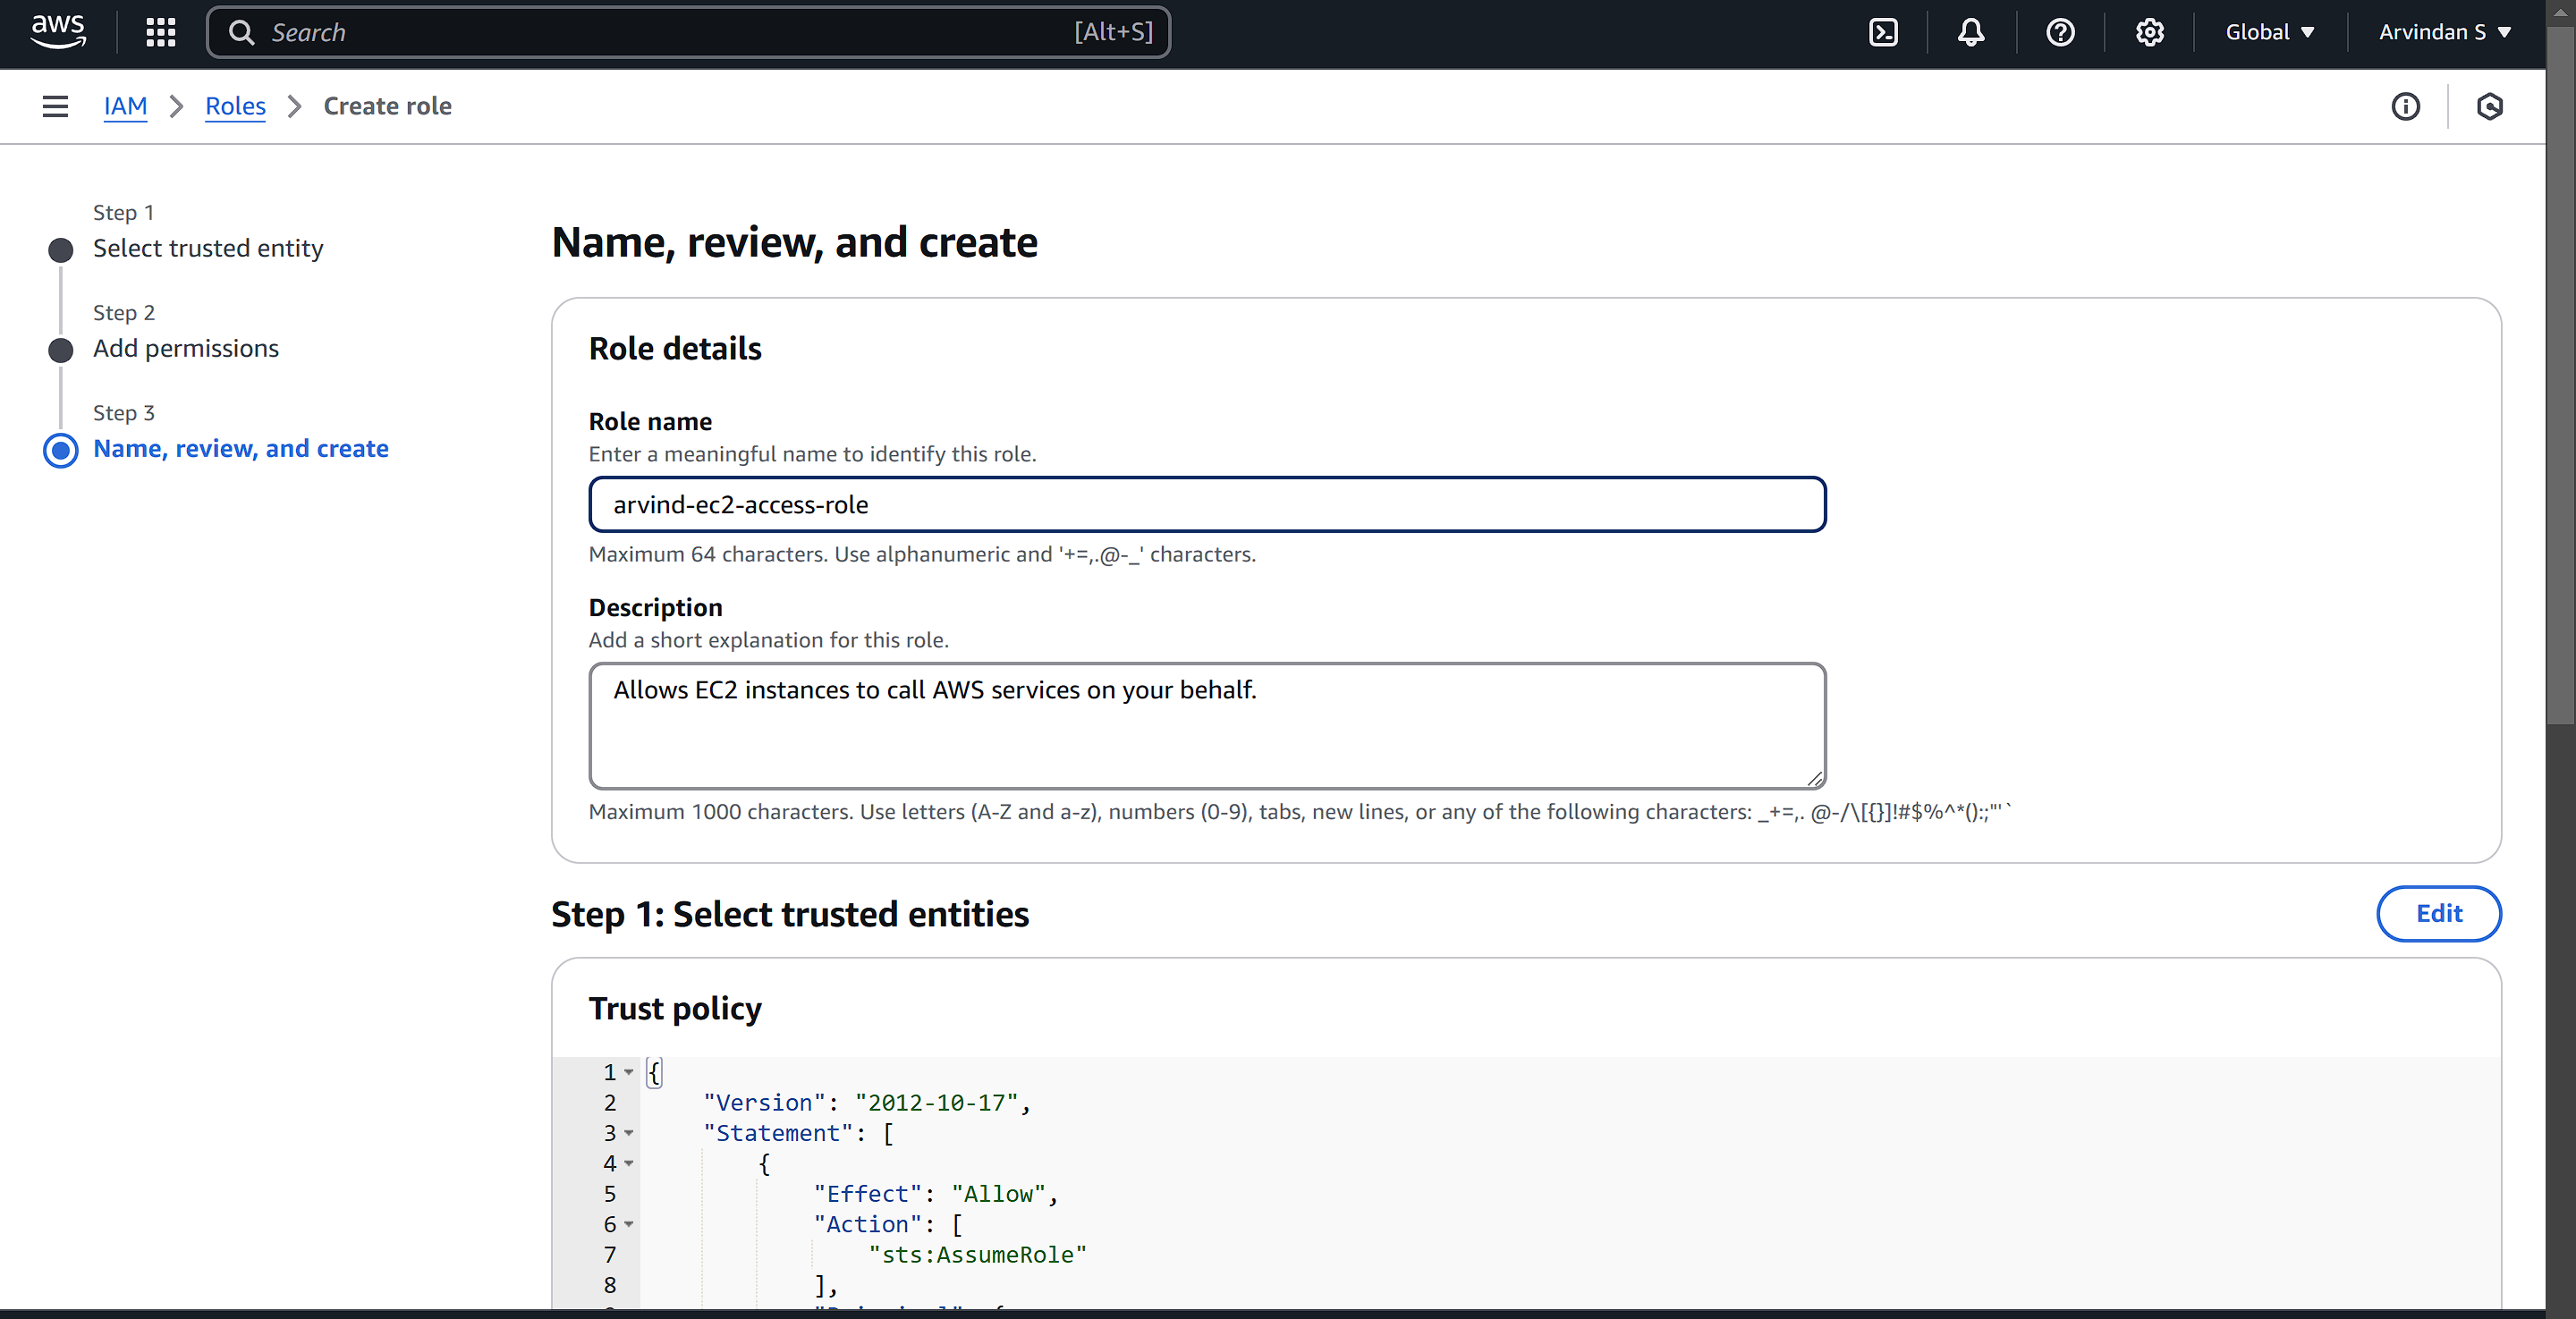 aws
Search
[Alt+S]
Global
Arvindan S
IAM
Roles
Create role
Step 1
Select trusted entity
Step 2
Add permissions
Step 3
Name, review, and create
Name, review, and create
Role details
Role name
Enter a meaningful name to identify this role.
arvind-ec2-access-role
Maximum 64 characters. Use alphanumeric and '+=,.@-_' characters.
Description
Add a short explanation for this role.
Allows EC2 instances to call AWS services on your behalf.
Maximum 1000 characters. Use letters (A-Z and a-z), numbers (0-9), tabs, new lines, or any of the following characters: _+=,. @-/\[{}]!#$%^*():;"'`
Step 1: Select trusted entities
Edit
Trust policy
1 {
2 "Version": "2012-10-17",
3 "Statement": [
4 {
5 "Effect": "Allow",
6 "Action": [
7 "sts:AssumeRole"
8 ],